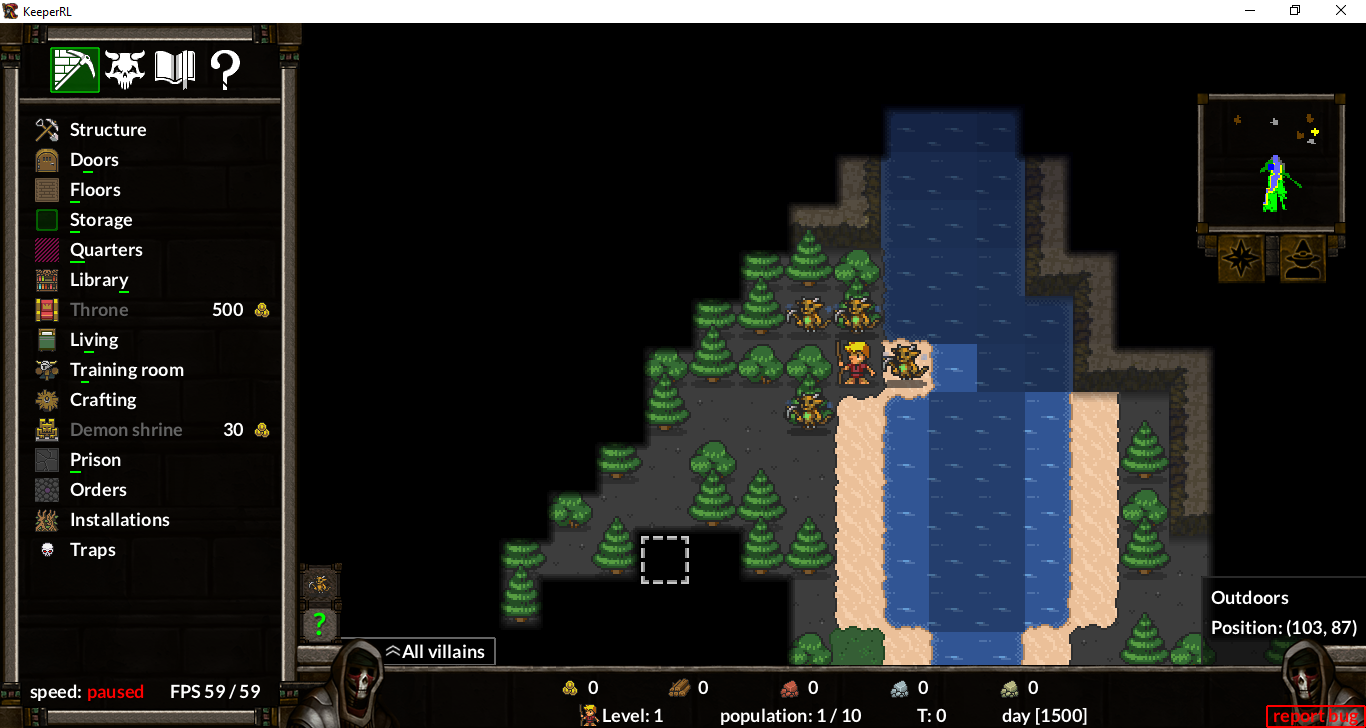 KeeperRL
Structure
Doors
Floors
Storage
Quarters
Library
Throne 500
Living
Training room
Crafting
Demon shrine 30
Prison
Orders
Installations
Traps
?
Outdoors
Position: (103, 87)
All villains
speed: paused FPS 59 / 59
0 0 0 0 0
Level: 1 population: 1 / 10 T: 0 day [1500]
report bug